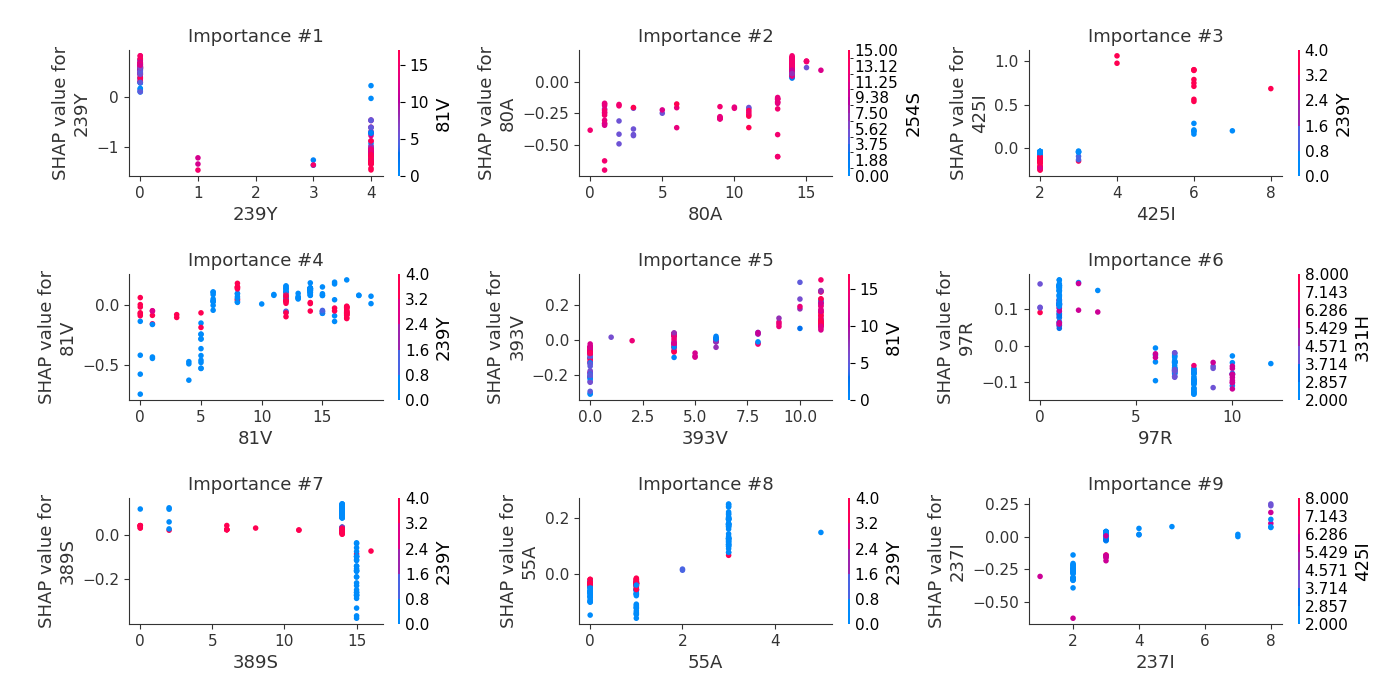 Importance #1
SHAP value for
239Y
0
−1
0
1
2
3
4
239Y
15
10
5
0
81V
Importance #2
SHAP value for
80A
0.00
−0.25
−0.50
0
5
10
15
80A
15.00
13.12
11.25
9.38
7.50
5.62
3.75
1.88
0.00
254S
Importance #3
SHAP value for
425I
1.0
0.5
0.0
2
4
6
8
425I
4.0
3.2
2.4
1.6
0.8
0.0
239Y
Importance #4
SHAP value for
81V
0.0
−0.5
0
5
10
15
81V
4.0
3.2
2.4
1.6
0.8
0.0
239Y
Importance #5
SHAP value for
393V
0.2
0.0
−0.2
0.0
2.5
5.0
7.5
10.0
393V
15
10
5
0
81V
Importance #6
SHAP value for
97R
0.1
0.0
−0.1
0
5
10
97R
8.000
7.143
6.286
5.429
4.571
3.714
2.857
2.000
331H
Importance #7
SHAP value for
389S
0.0
−0.2
0
5
10
15
389S
4.0
3.2
2.4
1.6
0.8
0.0
239Y
Importance #8
SHAP value for
55A
0.2
0.0
0
2
4
55A
4.0
3.2
2.4
1.6
0.8
0.0
239Y
Importance #9
SHAP value for
237I
0.25
0.00
−0.25
−0.50
2
4
6
8
237I
8.000
7.143
6.286
5.429
4.571
3.714
2.857
2.000
425I